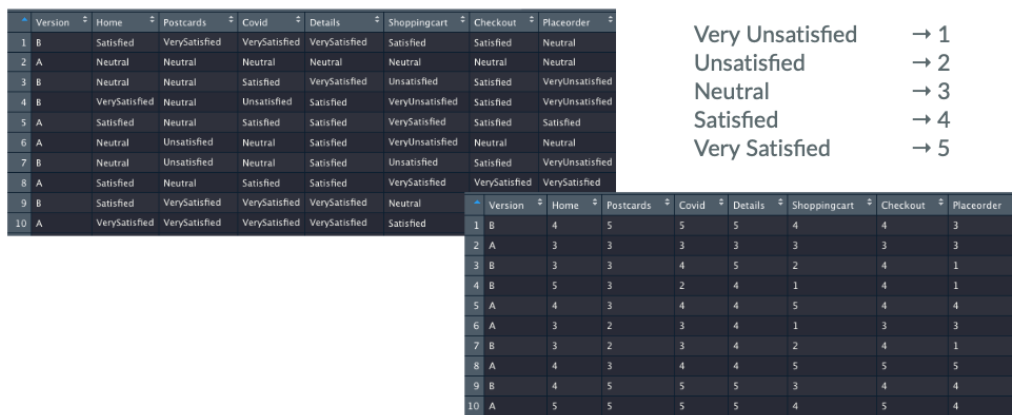 Version Home Postcards Covid Details Shoppingcart Checkout Placeorder
1 B Satisfied VerySatisfied VerySatisfied VerySatisfied Satisfied Satisfied Neutral
2 A Neutral Neutral Neutral Neutral Neutral Neutral Neutral
3 B Neutral Neutral Satisfied VerySatisfied Unsatisfied Satisfied VeryUnsatisfied
4 B VerySatisfied Neutral Unsatisfied Satisfied VeryUnsatisfied Satisfied VeryUnsatisfied
5 A Satisfied Neutral Satisfied Satisfied VerySatisfied Satisfied Satisfied
6 A Neutral Unsatisfied Neutral Satisfied VeryUnsatisfied Neutral Neutral
7 B Neutral Unsatisfied Neutral Satisfied Unsatisfied Satisfied VeryUnsatisfied
8 A Satisfied Neutral Satisfied Satisfied VerySatisfied VerySatisfied VerySatisfied
9 B Satisfied VerySatisfied VerySatisfied VerySatisfied Neutral
10 A VerySatisfied VerySatisfied VerySatisfied VerySatisfied Satisfied
Very Unsatisfied → 1
Unsatisfied → 2
Neutral → 3
Satisfied → 4
Very Satisfied → 5
Version Home Postcards Covid Details Shoppingcart Checkout Placeorder
1 B 4 5 5 5 4 4 3
2 A 3 3 3 3 3 3 3
3 B 3 3 4 5 2 4 1
4 B 5 3 2 4 1 4 1
5 A 4 3 4 4 5 4 4
6 A 3 2 3 4 1 3 3
7 B 3 2 3 4 2 4 1
8 A 4 3 4 4 5 5 5
9 B 4 5 5 5 3 4 4
10 A 5 5 5 5 4 5 4